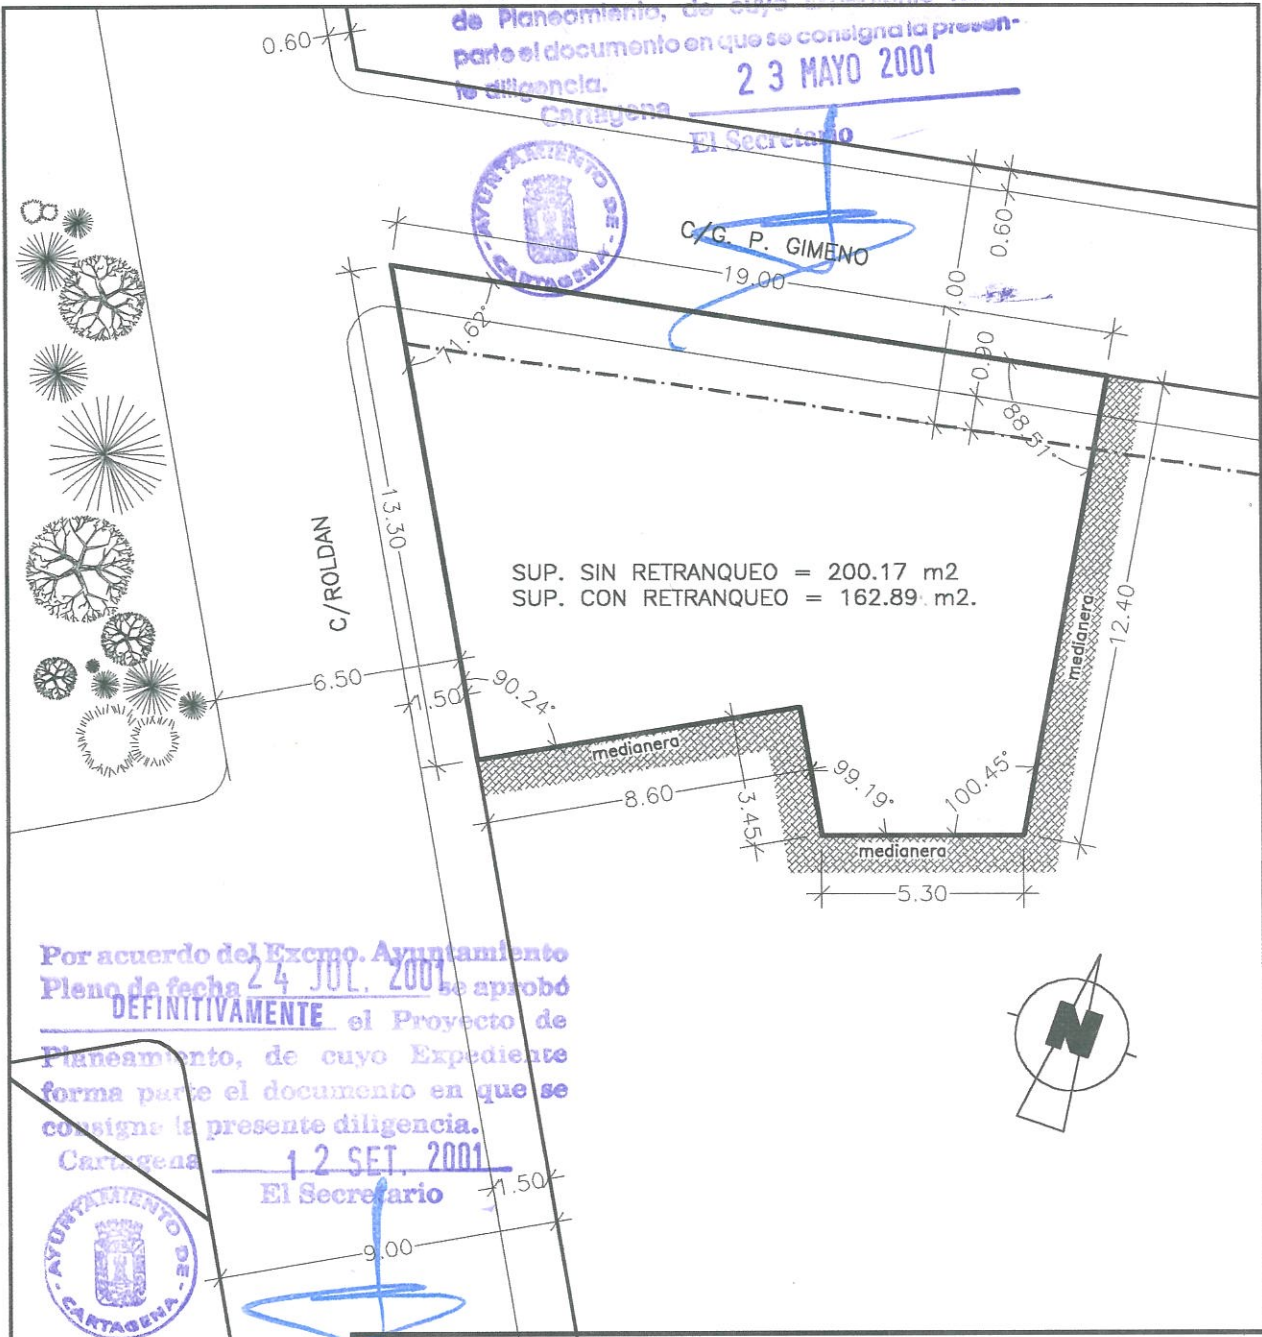 de Planeamiento, de cuyo
parte el documento en que se consigna la presen-
te diligencia.
23 MAYO 2001
Cartagena
El Secretario
AYUNTAMIENTO DE
- CARTAGENA -
0.60
C/G. P. GIMENO
19.00
7.00
0.60
0.90
71.62°
88.57°
13.30
C/ROLDAN
SUP. SIN RETRANQUEO = 200.17 m2
SUP. CON RETRANQUEO = 162.89 m2.
12.40
medianera
6.50
1.50
90.24°
medianera
8.60
3.45
99.19°
100.45°
medianera
5.30
Por acuerdo del Excmo. Ayuntamiento
Pleno de fecha 24 JUL. 2001 se aprobó
DEFINITIVAMENTE el Proyecto de
Planeamiento, de cuyo Expediente
forma parte el documento en que se
consigna la presente diligencia.
Cartagena 12 SET. 2001
El Secretario
1.50
9.00
AYUNTAMIENTO DE
- CARTAGENA -
N